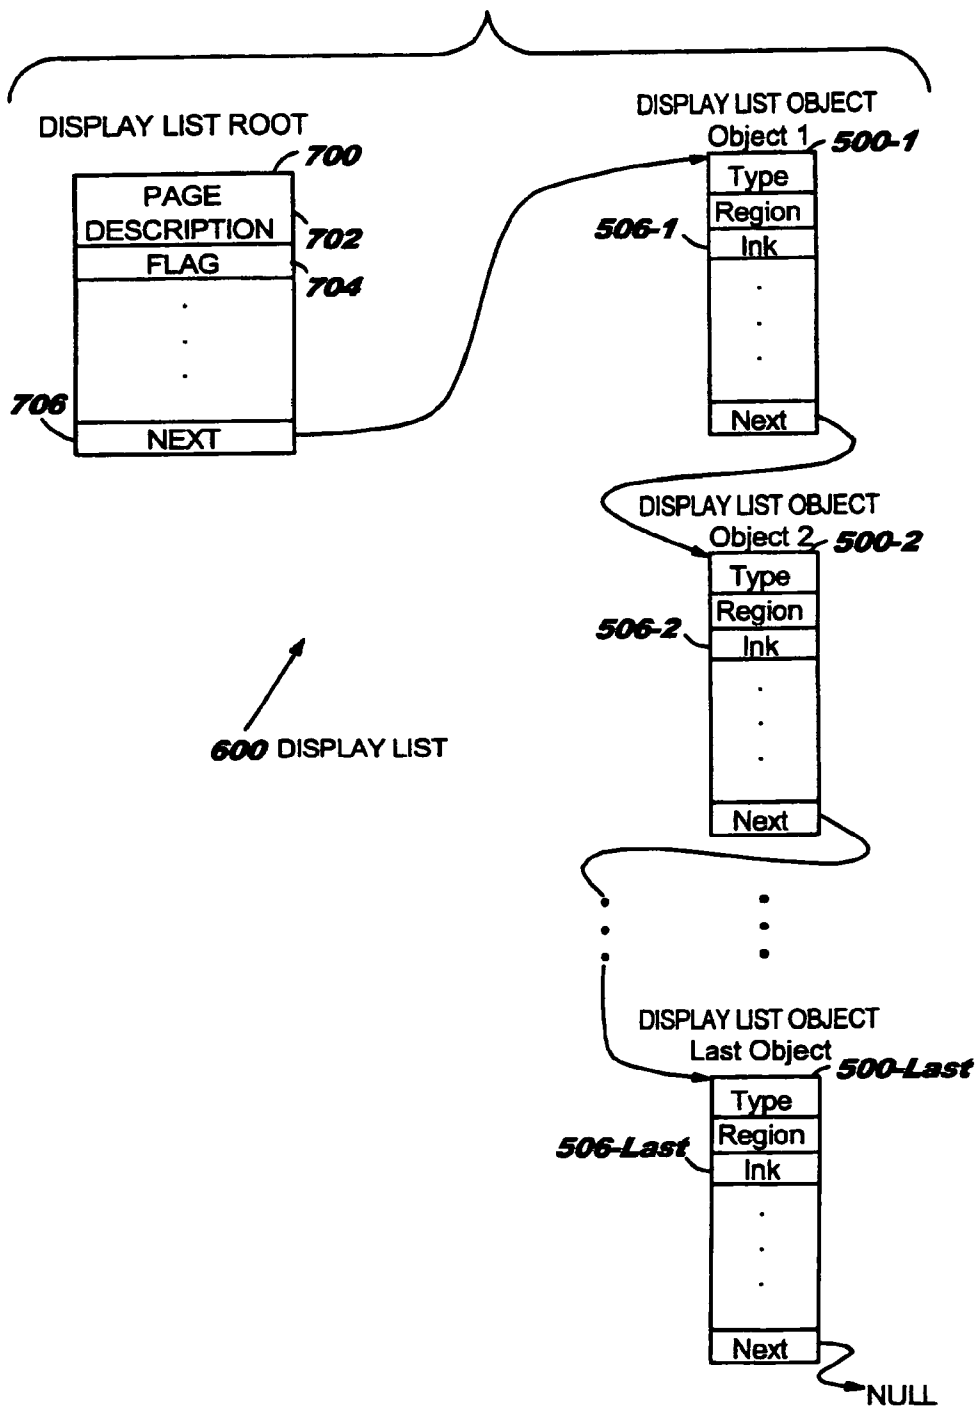 DISPLAY LIST ROOT
700
PAGE
DESCRIPTION
702
FLAG
704
706
NEXT
DISPLAY LIST OBJECT
Object 1
500-1
Type
Region
506-1
Ink
Next
DISPLAY LIST OBJECT
Object 2
500-2
Type
Region
506-2
Ink
Next
600 DISPLAY LIST
DISPLAY LIST OBJECT
Last Object
500-Last
Type
Region
506-Last
Ink
Next
NULL